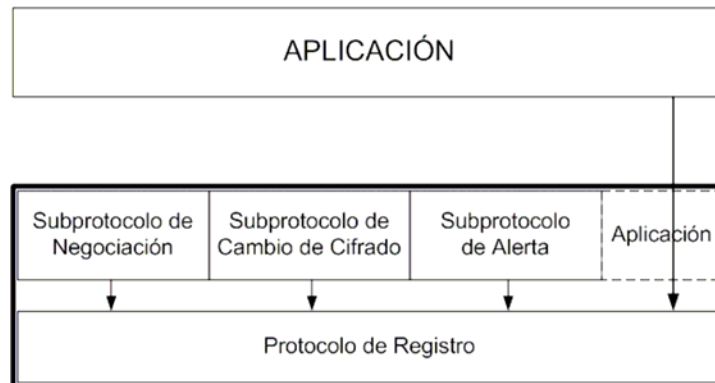 APLICACIÓN
Subprotocolo de
Negociación
Subprotocolo de
Cambio de Cifrado
Subprotocolo
de Alerta
Aplicación
Protocolo de Registro